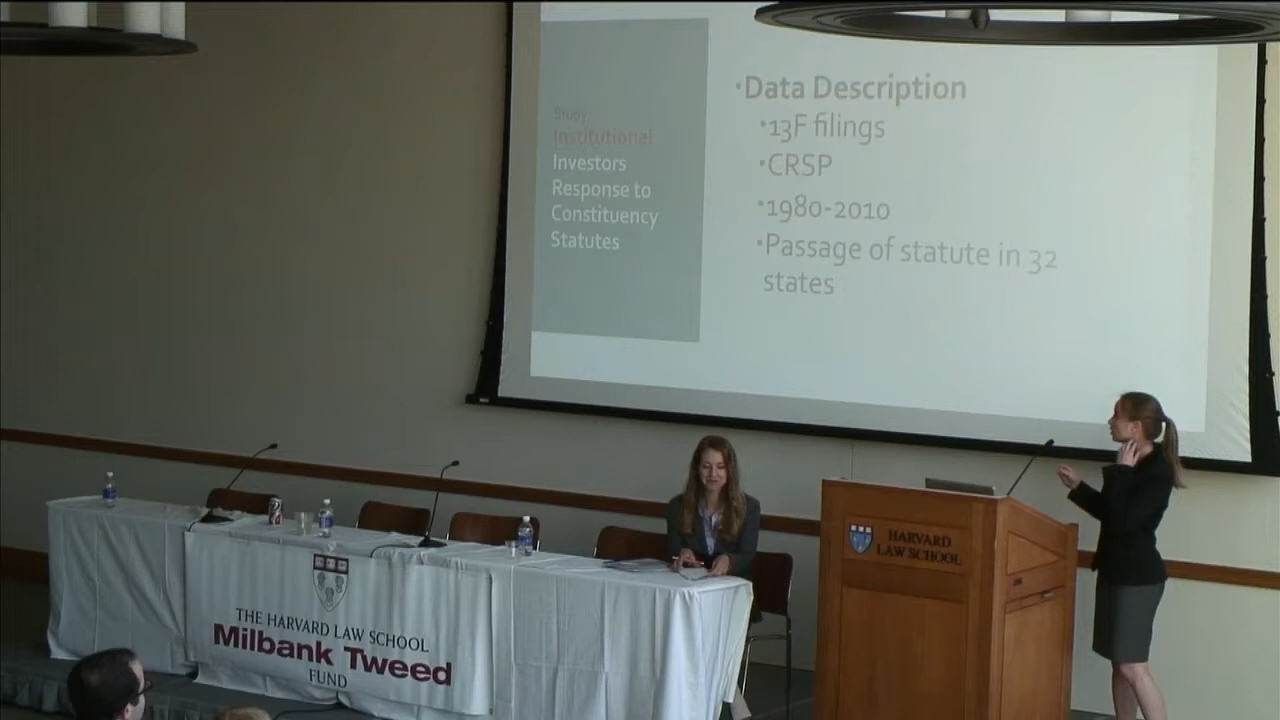 Study
Institutional
Investors
Response to
Constituency
Statutes
•Data Description
•13F filings
•CRSP
•1980-2010
•Passage of statute in 32
states
HARVARD
LAW SCHOOL
THE HARVARD LAW SCHOOL
Milbank Tweed
FUND